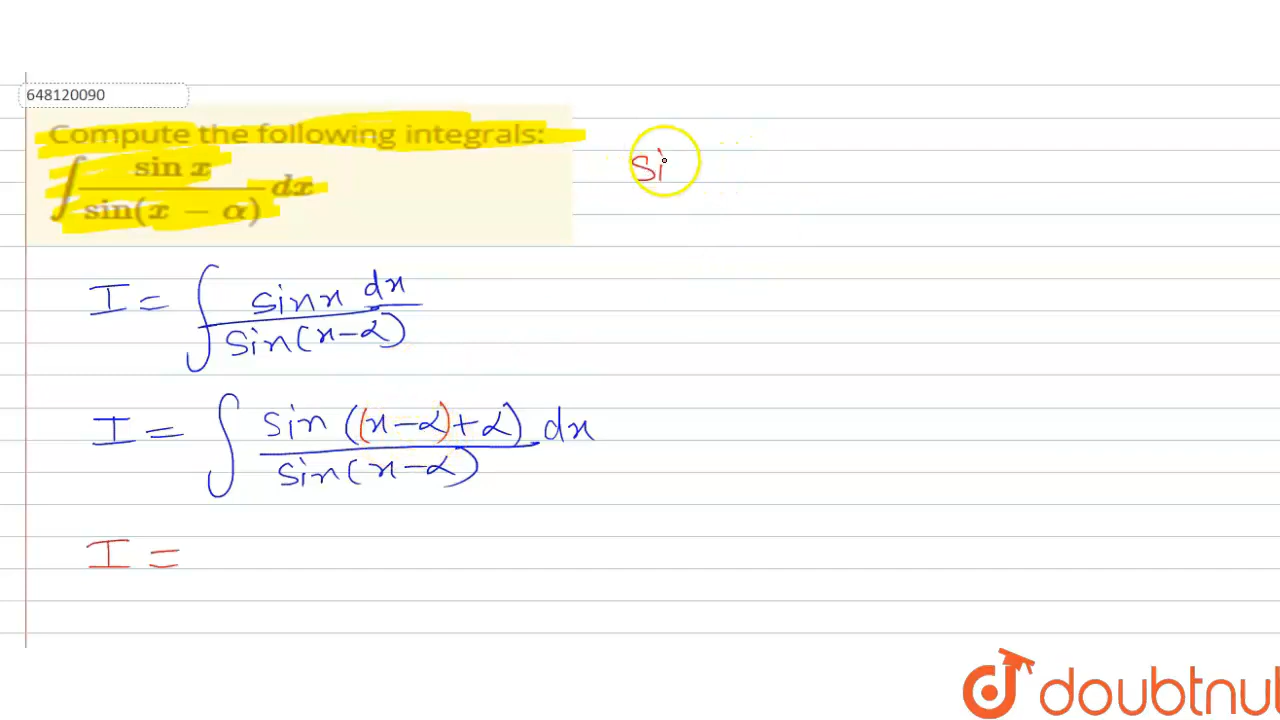 648120090
Compute the following integrals:
∫ sin x / sin(x − α) dx
Si
I = ∫ sinx dx / sin(x−α)
I = ∫ sin((x−α)+α) / sin(x−α) dx
I =
doubtnut